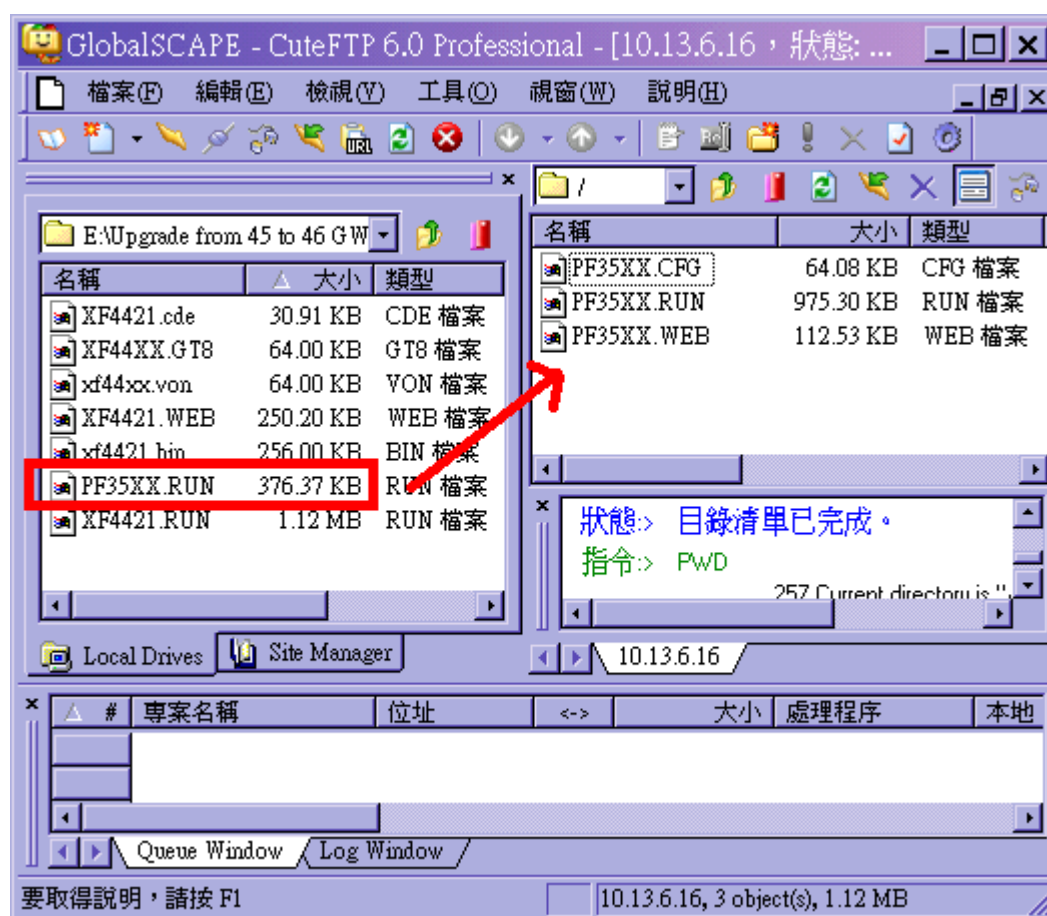 GlobalSCAPE - CuteFTP 6.0 Professional - [10.13.6.16，狀態: ...
檔案(F) 編輯(E) 檢視(V) 工具(O) 視窗(W) 說明(H)
URL
/
E:\Upgrade from 45 to 46 GW
名稱 大小 類型
XF4421.cde 30.91 KB CDE 檔案
XF44XX.GT8 64.00 KB GT8 檔案
xf44xx.von 64.00 KB VON 檔案
XF4421.WEB 250.20 KB WEB 檔案
xf4421.bin 256.00 KB BIN 檔案
PF35XX.RUN 376.37 KB RUN 檔案
XF4421.RUN 1.12 MB RUN 檔案
Local Drives Site Manager
名稱 大小 類型
PF35XX.CFG 64.08 KB CFG 檔案
PF35XX.RUN 975.30 KB RUN 檔案
PF35XX.WEB 112.53 KB WEB 檔案
狀態:> 目錄清單已完成。
指令:> PWD
257 Current directory is "
10.13.6.16
# 專案名稱 位址 <-> 大小 處理程序 本地
Queue Window Log Window
要取得說明，請按 F1
10.13.6.16, 3 object(s), 1.12 MB